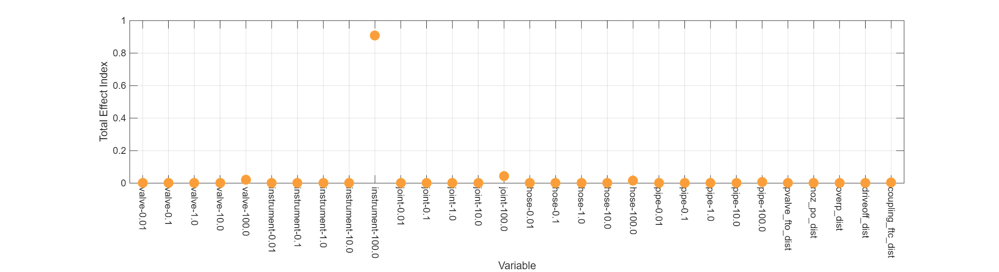 1
0.8
0.6
0.4
0.2
0
Total Effect Index
valve-0.01
valve-0.1
valve-1.0
valve-10.0
valve-100.0
instrument-0.01
instrument-0.1
instrument-1.0
instrument-10.0
instrument-100.0
joint-0.01
joint-0.1
joint-1.0
joint-10.0
joint-100.0
hose-0.01
hose-0.1
hose-1.0
hose-10.0
hose-100.0
pipe-0.01
pipe-0.1
pipe-1.0
pipe-10.0
pipe-100.0
pvalve_fto_dist
noz_po_dist
overp_dist
driveoff_dist
coupling_ftc_dist
Variable